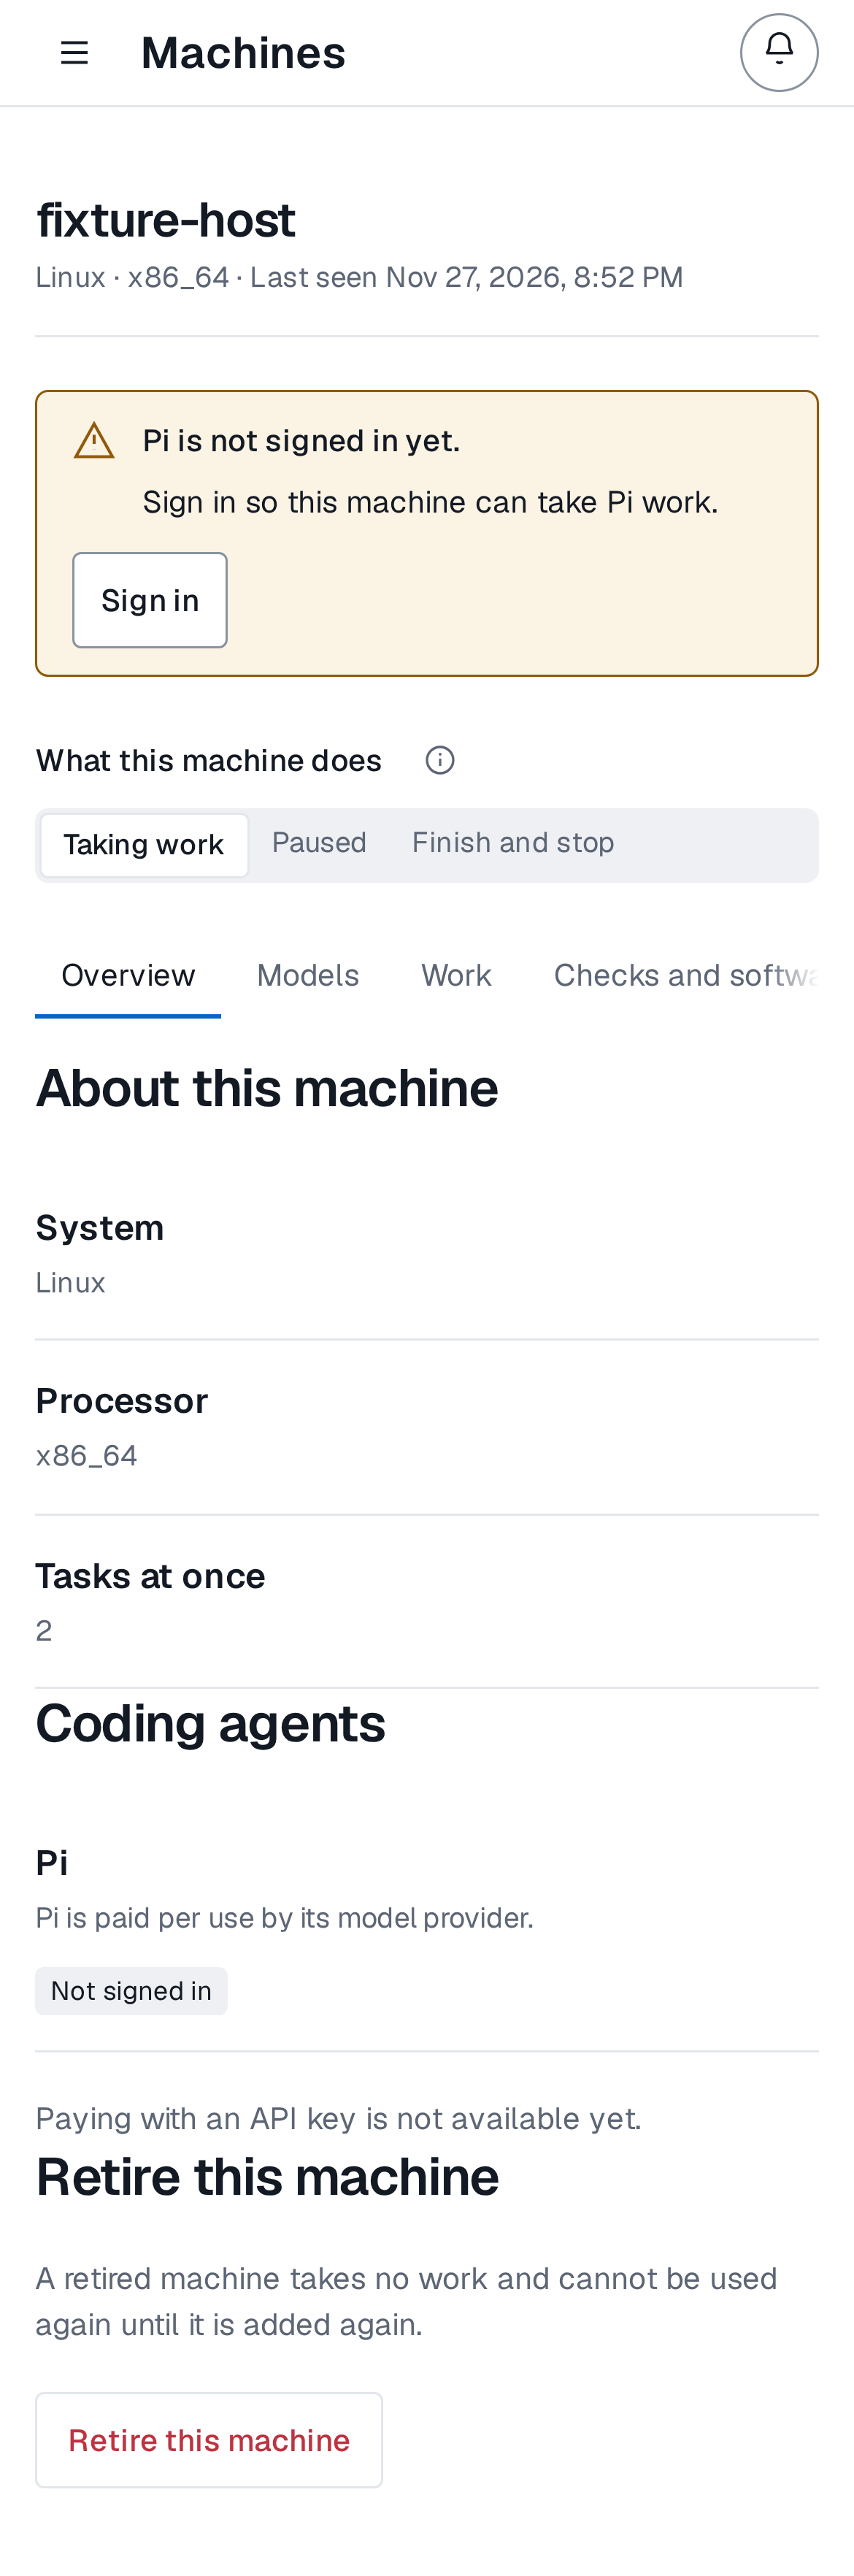 Machines
fixture-host
Linux · x86_64 · Last seen Nov 27, 2026, 8:52 PM
Pi is not signed in yet.
Sign in so this machine can take Pi work.
Sign in
What this machine does
Taking work
Paused
Finish and stop
Overview
Models
Work
Checks and softwa
About this machine
System
Linux
Processor
x86_64
Tasks at once
2
Coding agents
Pi
Pi is paid per use by its model provider.
Not signed in
Paying with an API key is not available yet.
Retire this machine
A retired machine takes no work and cannot be used
again until it is added again.
Retire this machine